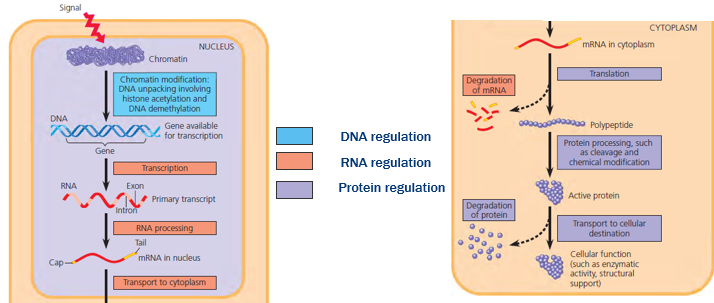 Signal
NUCLEUS
Chromatin
Chromatin modification:
DNA unpacking involving
histone acetylation and
DNA demethylation
DNA
Gene available
for transcription
Gene
Transcription
RNA
Exon
Primary transcript
Intron
RNA processing
Tail
Cap
mRNA in nucleus
Transport to cytoplasm
DNA regulation
RNA regulation
Protein regulation
CYTOPLASM
mRNA in cytoplasm
Degradation
of mRNA
Translation
Polypeptide
Protein processing, such
as cleavage and
chemical modification
Active protein
Degradation
of protein
Transport to cellular
destination
Cellular function
(such as enzymatic
activity, structural
support)